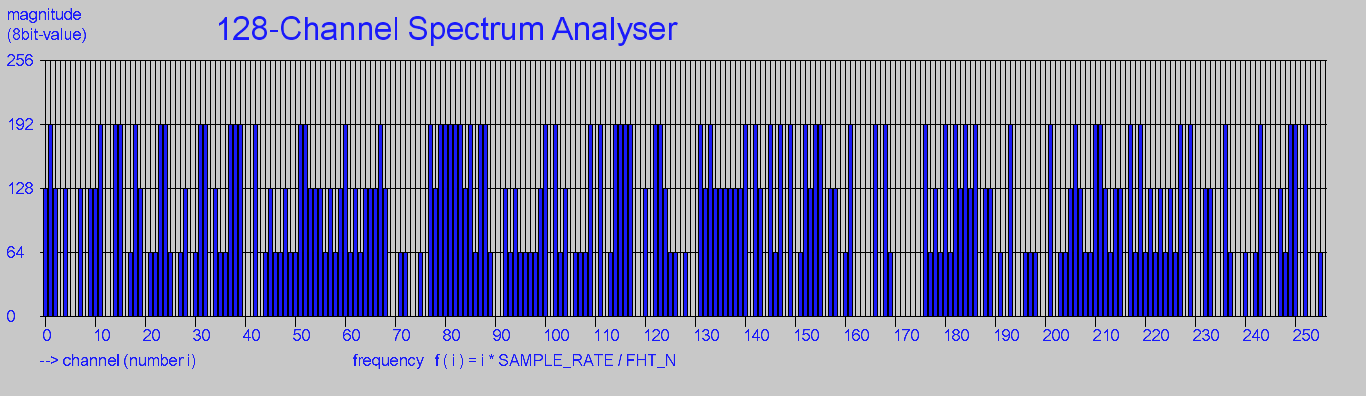 magnitude
(8bit-value)
128-Channel Spectrum Analyser
256
192
128
64
0
0 10 20 30 40 50 60 70 80 90 100 110 120 130 140 150 160 170 180 190 200 210 220 230 240 250
--> channel (number i)
frequency f ( i ) = i * SAMPLE_RATE / FHT_N